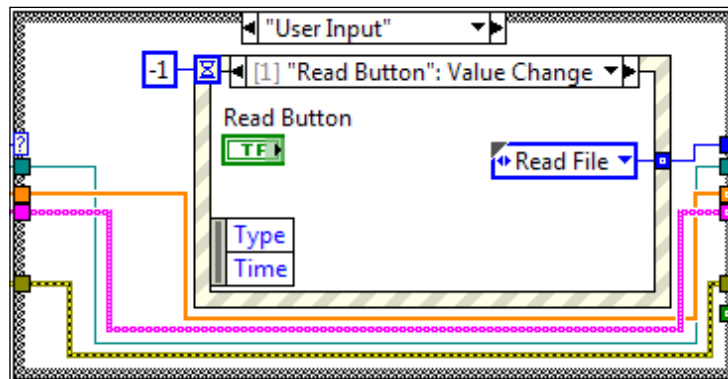 "User Input"
-1
[1] "Read Button": Value Change
?
Read Button
TF
Read File
Type
Time